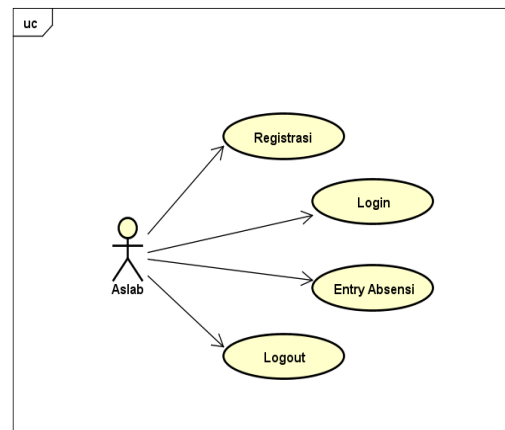 uc
Registrasi
Login
Aslab
Entry Absensi
Logout